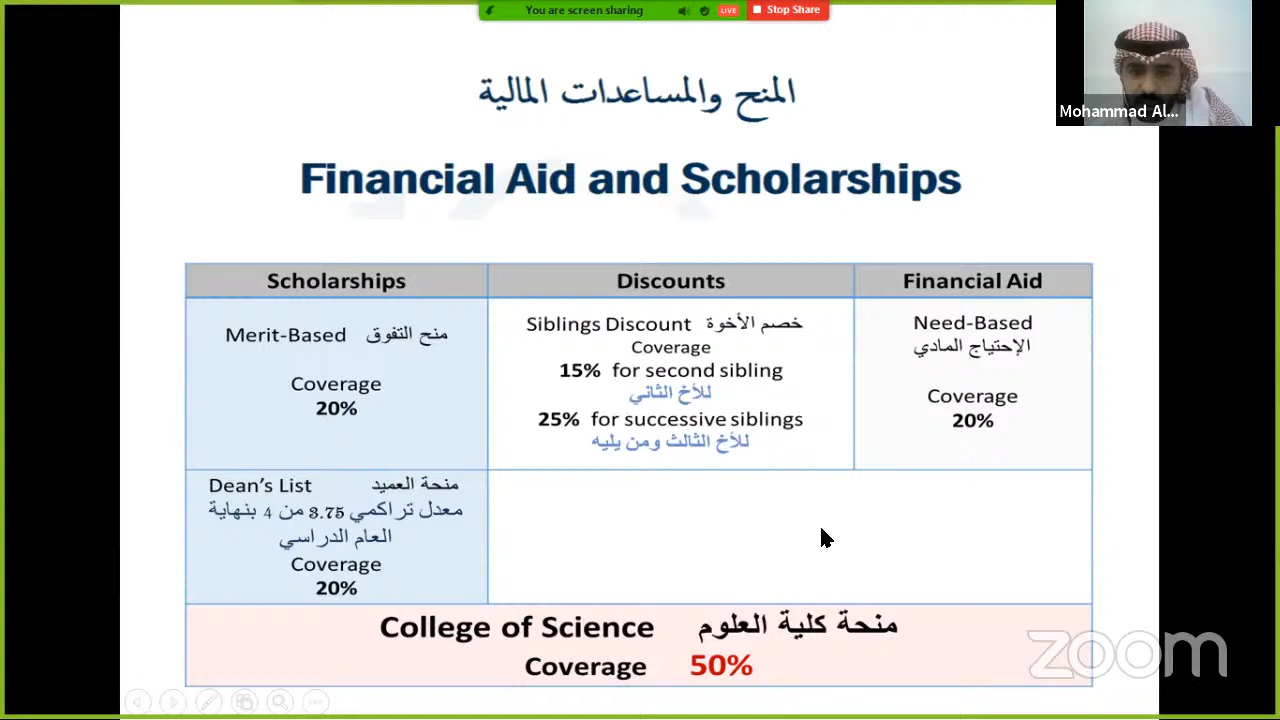 You are screen sharing
LIVE
Stop Share
Mohammad Al...
المنح والمساعدات المالية
Financial Aid and Scholarships
Scholarships
Discounts
Financial Aid
Merit-Based منح التفوق
Coverage
20%
Siblings Discount خصم الأخوة
Coverage
15% for second sibling
للأخ الثاني
25% for successive siblings
للأخ الثالث ومن يليه
Need-Based
الإحتياج المادي
Coverage
20%
Dean's List منحة العميد
معدل تراكمي 3.75 من 4 بنهاية
العام الدراسي
Coverage
20%
College of Science منحة كلية العلوم
Coverage 50%
zoom